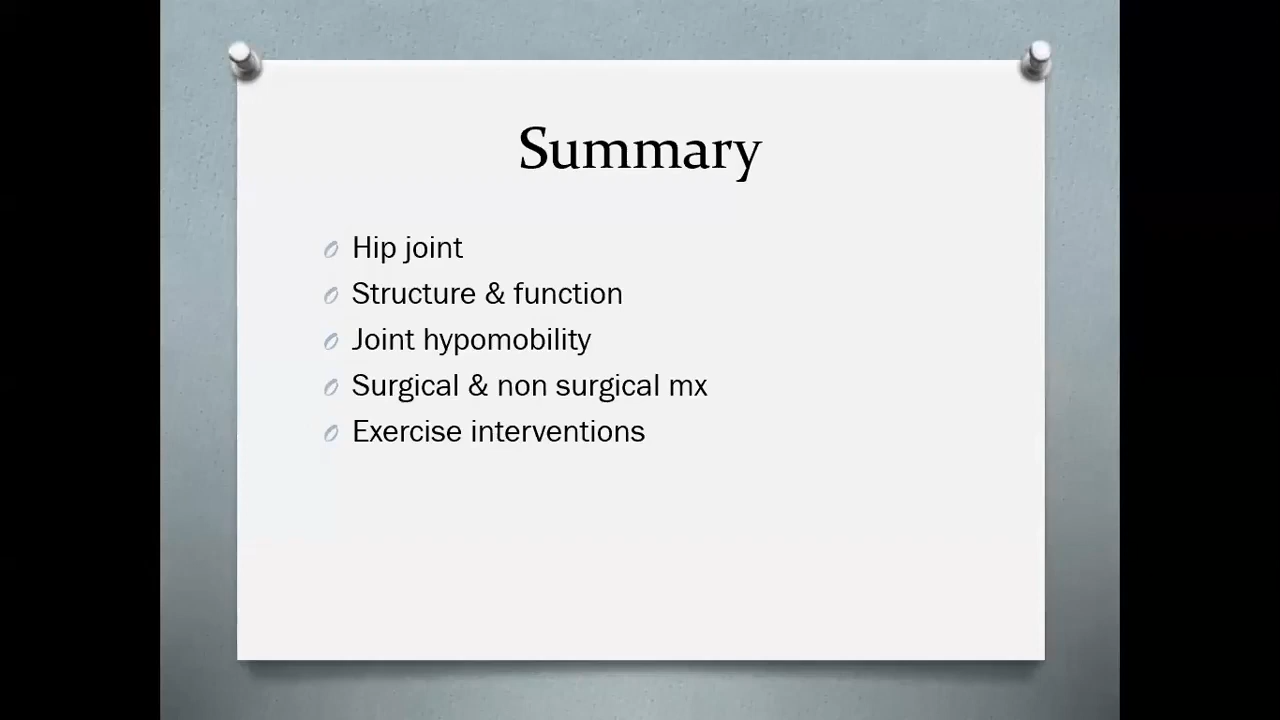 Summary
Hip joint
Structure & function
Joint hypomobility
Surgical & non surgical mx
Exercise interventions